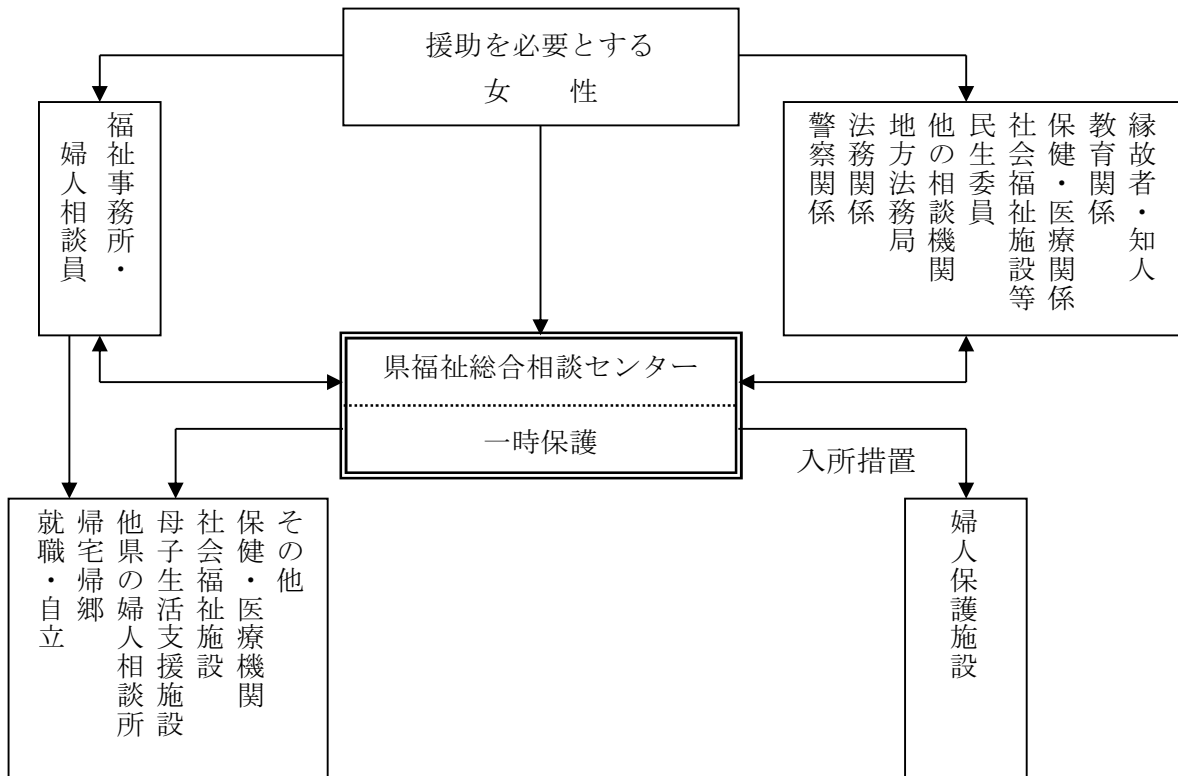 援助を必要とする
女　　性
福祉事務所・
婦人相談員
縁故者・知人
教育関係
保健・医療関係
社会福祉施設等
民生委員
他の相談機関
地方法務局
法務関係
警察関係
県福祉総合相談センター
一時保護
入所措置
その他
保健・医療機関
社会福祉施設
母子生活支援施設
他県の婦人相談所
帰宅帰郷
就職・自立
婦人保護施設